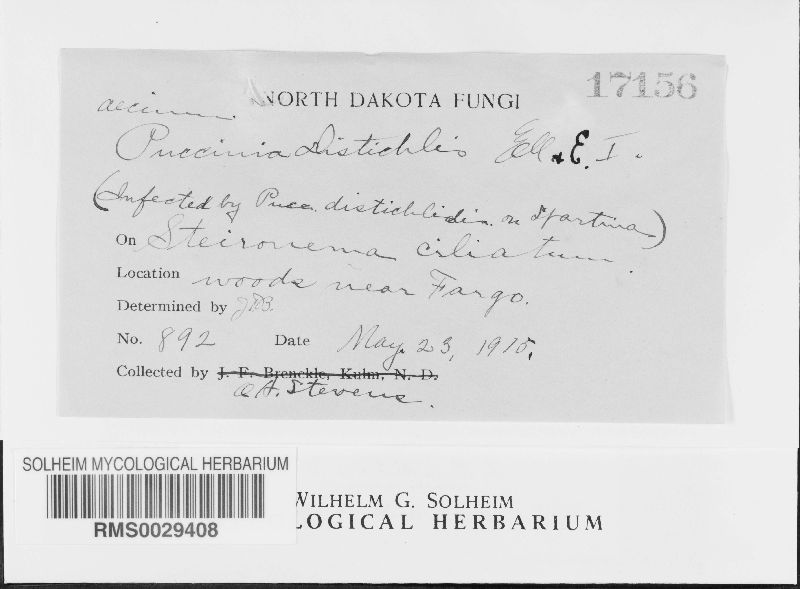 17156
NORTH DAKOTA FUNGI
aecium
Puccinia Distichlis Ell & E. I.
(Infected by Pucc. distichlidis. on Spartina)
On Steironema ciliatum.
Location woods near Fargo.
Determined by
No. 892 Date May. 23, 1915.
Collected by J. F. Brenckle, Kulm, N. D.
O A. Stevens.
SOLHEIM MYCOLOGICAL HERBARIUM
RMS0029408
WILHELM G. SOLHEIM
LOGICAL HERBARIUM